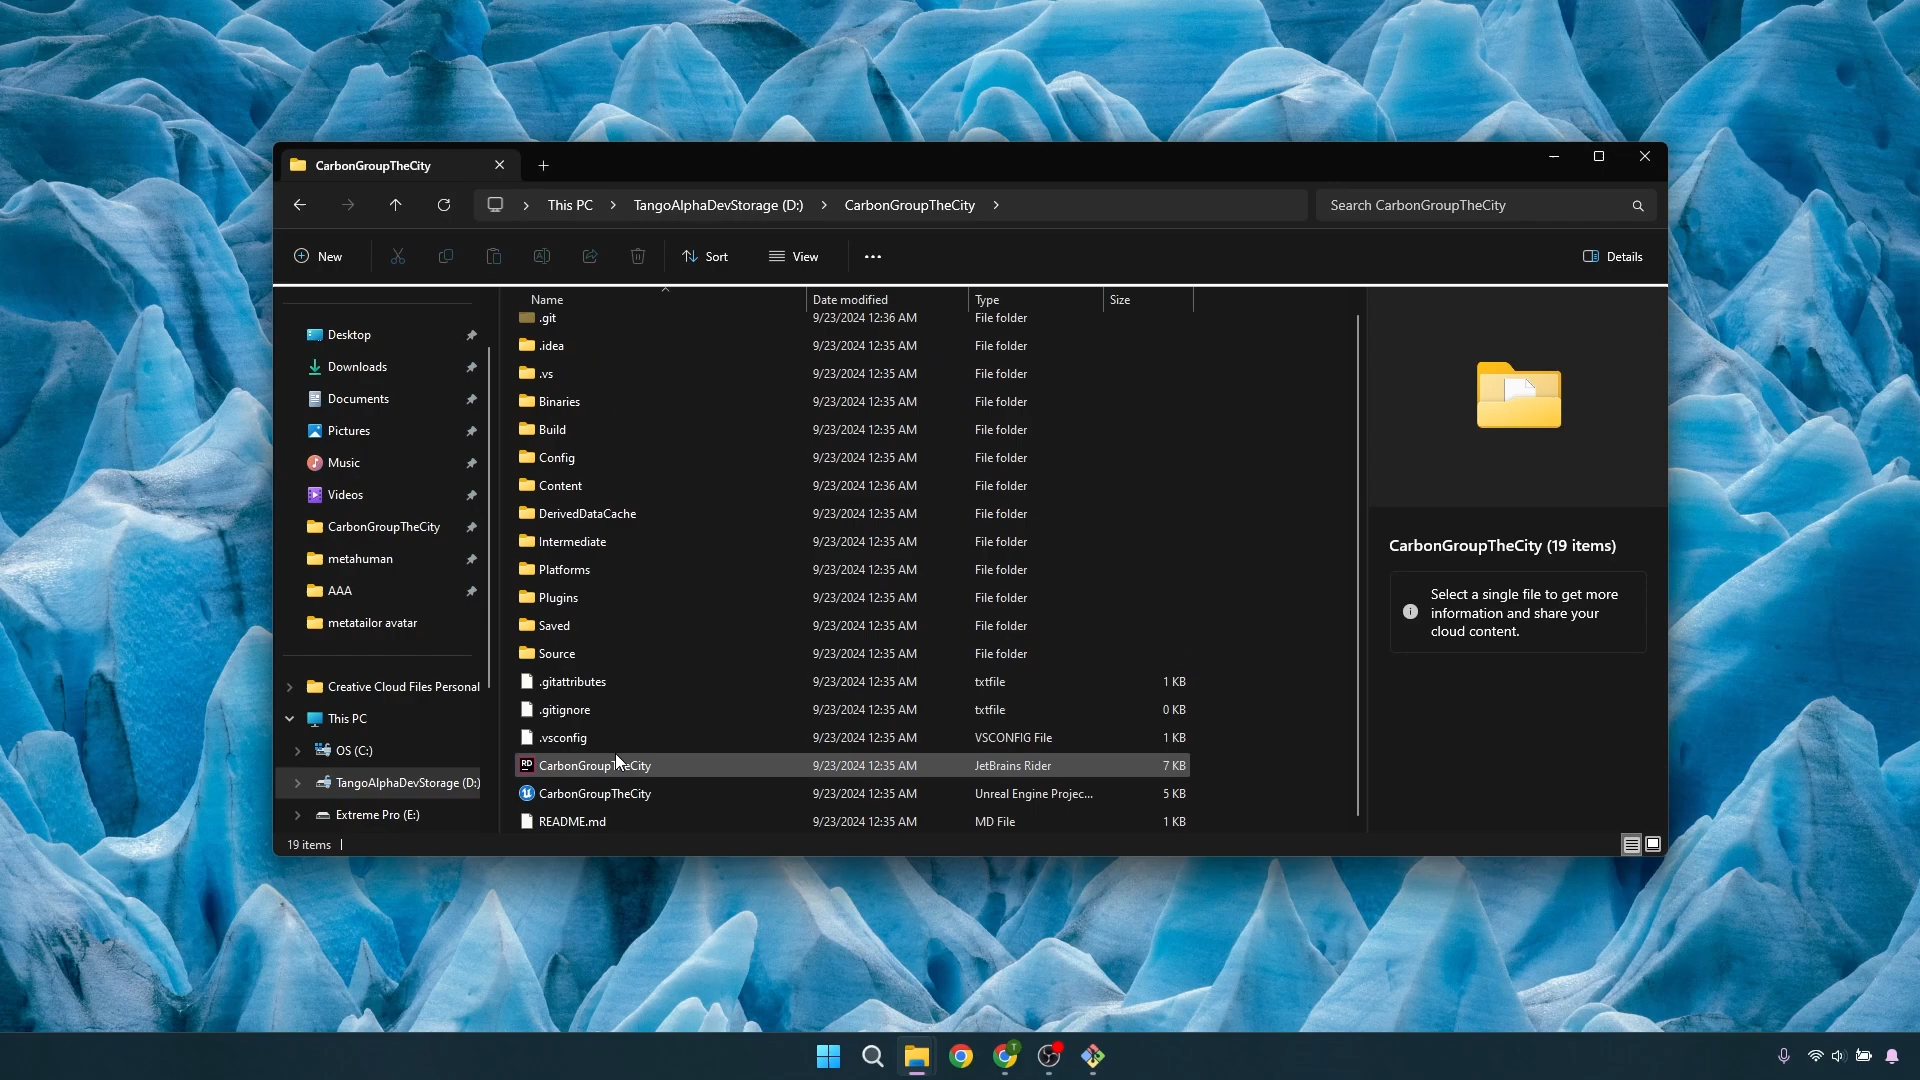 CarbonGroupTheCity
This PC
TangoAlphaDevStorage (D:)
CarbonGroupTheCity
Search CarbonGroupTheCity
New
Sort
View
Details
Name
Date modified
Type
Size
Desktop
Downloads
Documents
Pictures
Music
Videos
CarbonGroupTheCity
metahuman
AAA
metatailor avatar
Creative Cloud Files Personal
This PC
OS (C:)
TangoAlphaDevStorage (D:)
Extreme Pro (E:)
.git 9/23/2024 12:36 AM File folder
.idea 9/23/2024 12:35 AM File folder
.vs 9/23/2024 12:35 AM File folder
Binaries 9/23/2024 12:35 AM File folder
Build 9/23/2024 12:35 AM File folder
Config 9/23/2024 12:35 AM File folder
Content 9/23/2024 12:36 AM File folder
DerivedDataCache 9/23/2024 12:35 AM File folder
Intermediate 9/23/2024 12:35 AM File folder
Platforms 9/23/2024 12:35 AM File folder
Plugins 9/23/2024 12:35 AM File folder
Saved 9/23/2024 12:35 AM File folder
Source 9/23/2024 12:35 AM File folder
.gitattributes 9/23/2024 12:35 AM txtfile 1 KB
.gitignore 9/23/2024 12:35 AM txtfile 0 KB
.vsconfig 9/23/2024 12:35 AM VSCONFIG File 1 KB
RD CarbonGroupTheCity 9/23/2024 12:35 AM JetBrains Rider 7 KB
CarbonGroupTheCity 9/23/2024 12:35 AM Unreal Engine Projec... 5 KB
README.md 9/23/2024 12:35 AM MD File 1 KB
CarbonGroupTheCity (19 items)
Select a single file to get more
information and share your
cloud content.
19 items
T